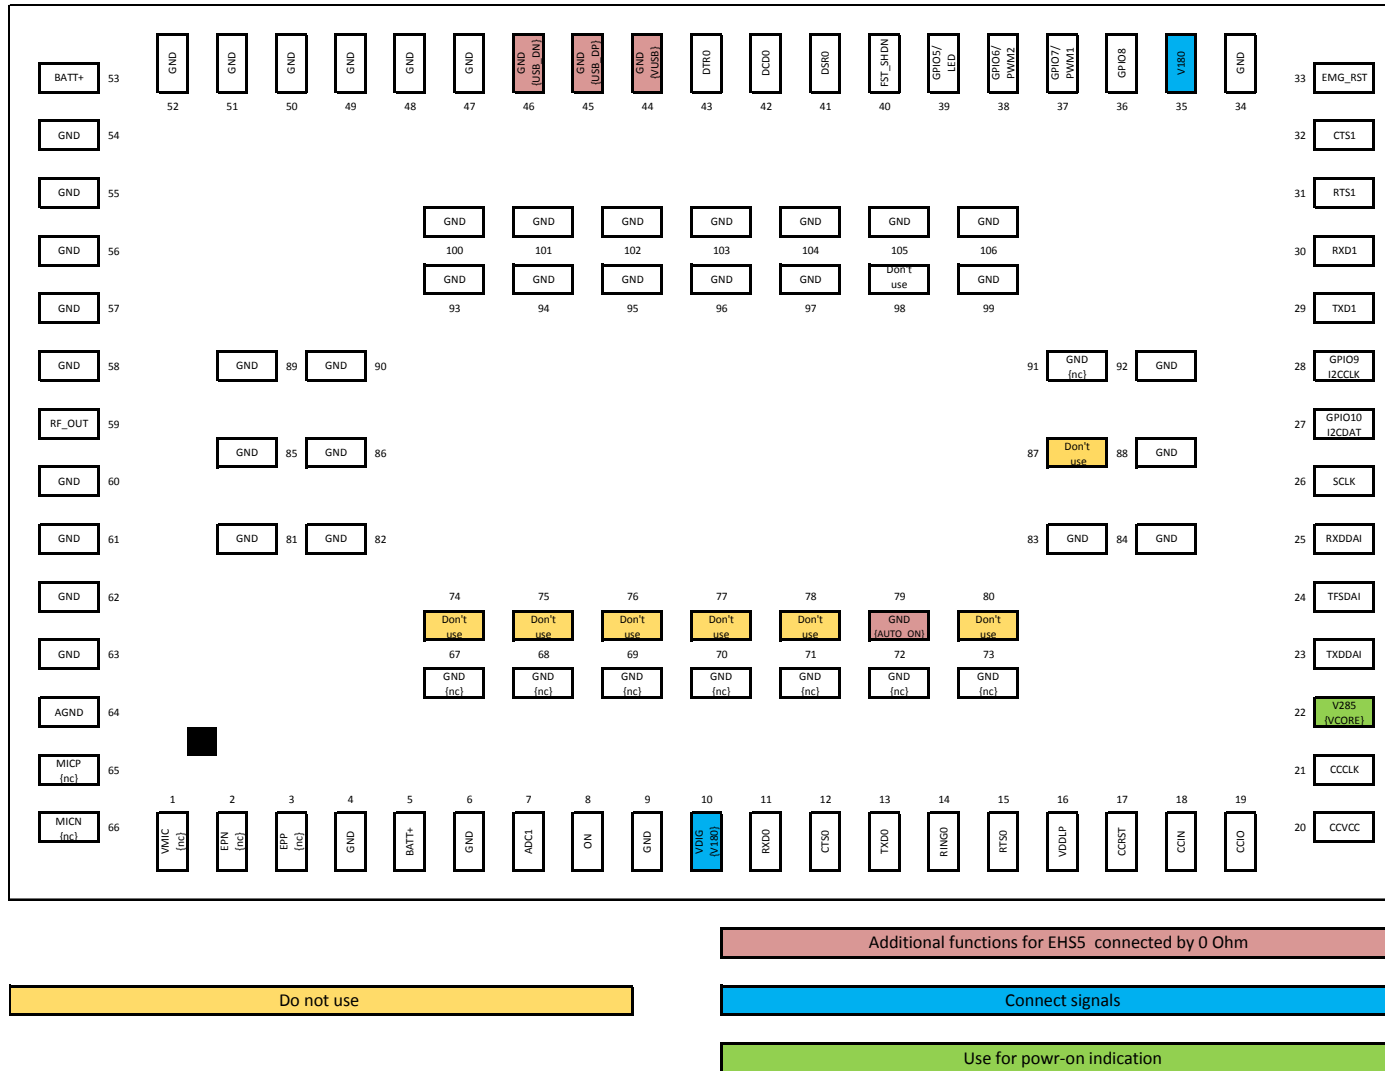 GND
GND
GND
GND
GND
GND
GND
{USB_DN}
GND
{USB_DP}
GND
{VUSB}
DTR0
DCD0
DSR0
FST_SHDN
GPIO5/
LED
GPIO6/
PWM2
GPIO7/
PWM1
GPIO8
V180
GND
BATT+ 53
33 EMG_RST
52 51 50 49 48 47 46 45 44 43 42 41 40 39 38 37 36 35 34
GND 54
32 CTS1
GND 55
31 RTS1
GND GND GND GND GND GND GND
GND 56
100 101 102 103 104 105 106
30 RXD1
GND GND GND GND GND Don't
use
GND
GND 57
93 94 95 96 97 98 99
29 TXD1
GND 58
GND 89 GND 90
91 GND
{nc}
92 GND
28 GPIO9
I2CCLK
RF_OUT 59
27 GPIO10
I2CDAT
GND 85 GND 86
87 Don't
use
88 GND
GND 60
26 SCLK
GND 61
GND 81 GND 82
83 GND 84 GND
25 RXDDAI
GND 62
74 75 76 77 78 79 80
24 TFSDAI
Don't
use
Don't
use
Don't
use
Don't
use
Don't
use
GND
{AUTO_ON}
Don't
use
GND 63
67 68 69 70 71 72 73
23 TXDDAI
GND
{nc}
GND
{nc}
GND
{nc}
GND
{nc}
GND
{nc}
GND
{nc}
GND
{nc}
AGND 64
22 V285
{VCORE}
MICP
{nc}
65
21 CCCLK
1 2 3 4 5 6 7 8 9 10 11 12 13 14 15 16 17 18 19
MICN
{nc}
66
20 CCVCC
VMIC
{nc}
EPN
{nc}
EPP
{nc}
GND
BATT+
GND
ADC1
ON
GND
VDIG
{V180}
RXD0
CTS0
TXD0
RING0
RTS0
VDDLP
CCRST
CCIN
CCIO
Additional functions for EHS5 connected by 0 Ohm
Do not use
Connect signals
Use for powr-on indication